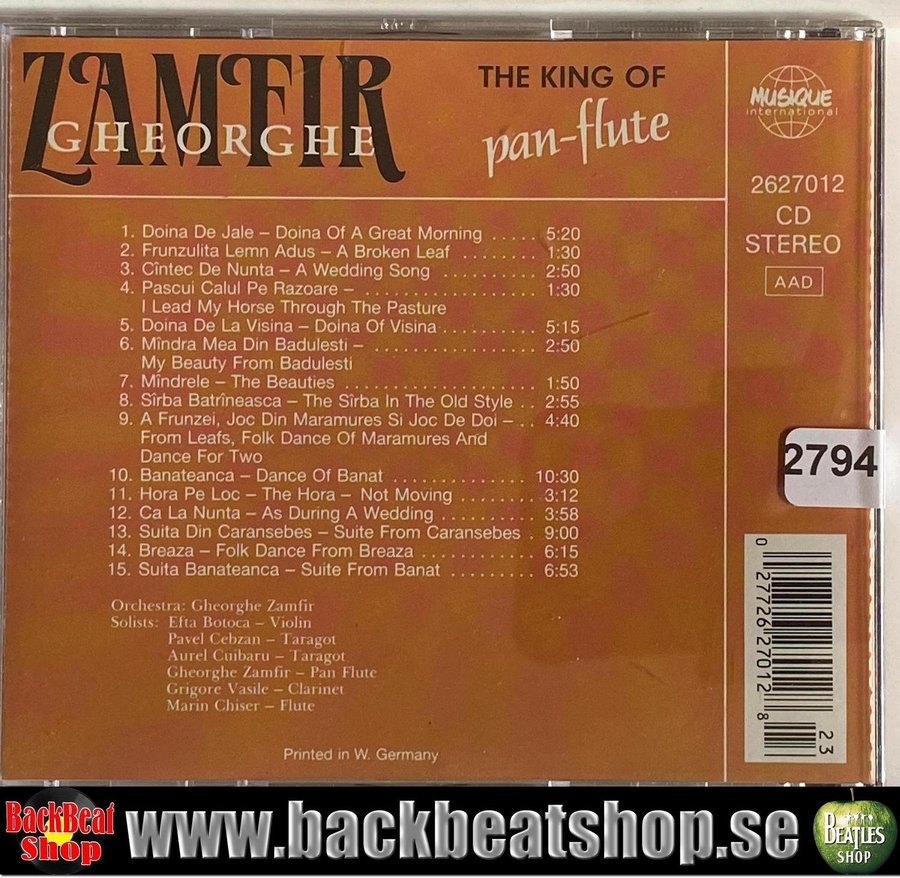 ZAMFIR
GHEORGHE
THE KING OF
pan-flute
MUSIQUE
international
2627012
CD
STEREO
AAD
1. Doina De Jale – Doina Of A Great Morning ..... 5:20
2. Frunzulita Lemn Adus – A Broken Leaf ........ 1:30
3. Cîntec De Nunta – A Wedding Song .......... 2:50
4. Pascui Calul Pe Razoare – .................. 1:30
I Lead My Horse Through The Pasture
5. Doina De La Visina – Doina Of Visina .......... 5:15
6. Mîndra Mea Din Badulesti – ................. 2:50
My Beauty From Badulesti
7. Mîndrele – The Beauties .................... 1:50
8. Sîrba Batrîneasca – The Sîrba In The Old Style .. 2:55
9. A Frunzei, Joc Din Maramures Si Joc De Doi – .. 4:40
From Leafs, Folk Dance Of Maramures And
Dance For Two
10. Banateanca – Dance Of Banat .............. 10:30
11. Hora Pe Loc – The Hora – Not Moving ........ 3:12
12. Ca La Nunta – As During A Wedding .......... 3:58
13. Suita Din Caransebes – Suite From Caransebes . 9:00
14. Breaza – Folk Dance From Breaza ............ 6:15
15. Suita Banateanca – Suite From Banat ......... 6:53
Orchestra: Gheorghe Zamfir
Solists: Efta Botoca – Violin
Pavel Cebzan – Taragot
Aurel Cuibaru – Taragot
Gheorghe Zamfir – Pan Flute
Grigore Vasile – Clarinet
Marin Chiser – Flute
Printed in W. Germany
2794
0 27726 27012 8
23
BackBeat
Shop
www.backbeatshop.se
BEATLES
SHOP